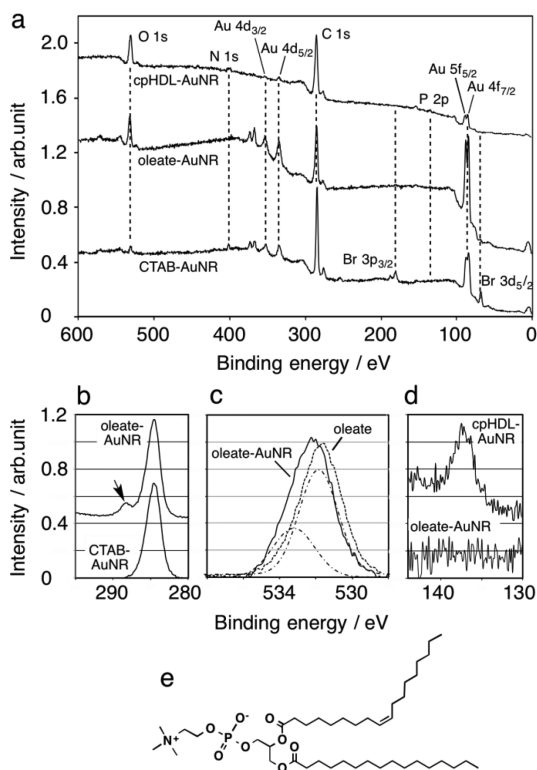 a
Intensity / arb.unit
2.0
1.6
1.2
0.8
0.4
0
O 1s
N 1s
Au 4d3/2
Au 4d5/2
C 1s
Au 5f5/2
Au 4f7/2
P 2p
cpHDL-AuNR
oleate-AuNR
CTAB-AuNR
Br 3p3/2
Br 3d5/2
600 500 400 300 200 100 0
Binding energy / eV
b c d
Intensity / arb.unit
1.2
0.8
0.4
0
oleate-
AuNR
CTAB-
AuNR
290 280
oleate
oleate-AuNR
534 530
cpHDL-
AuNR
oleate-AuNR
140 130
Binding energy / eV
e
N+
O
O-
P
O
O
O
O
O
O